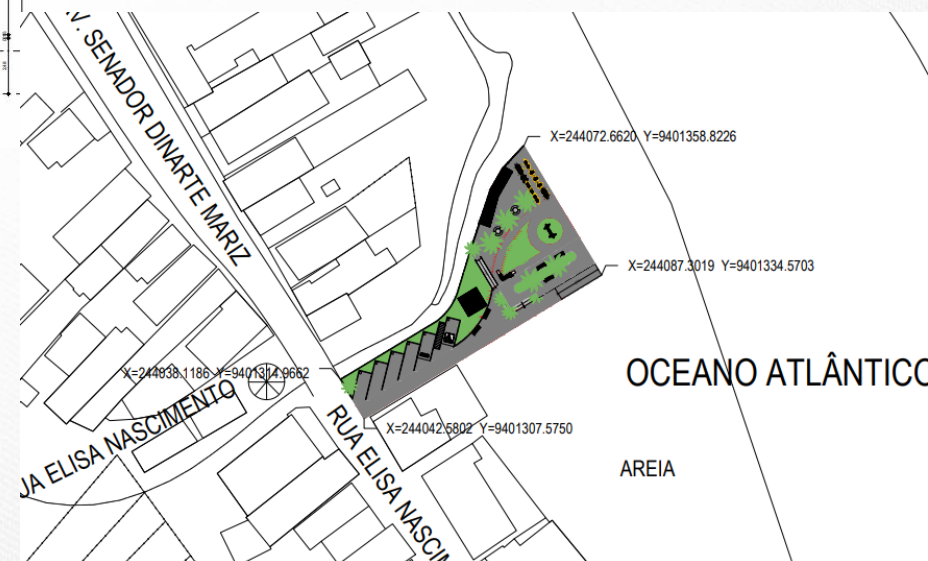 AV. SENADOR DINARTE MARIZ
X=244072.6620 Y=9401358.8226
X=244087.3019 Y=9401334.5703
X=244038.1186 Y=9401314.9662
OCEANO ATLÂNTICO
UA ELISA NASCIMENTO
X=244042.5802 Y=9401307.5750
RUA ELISA NASCIM
AREIA